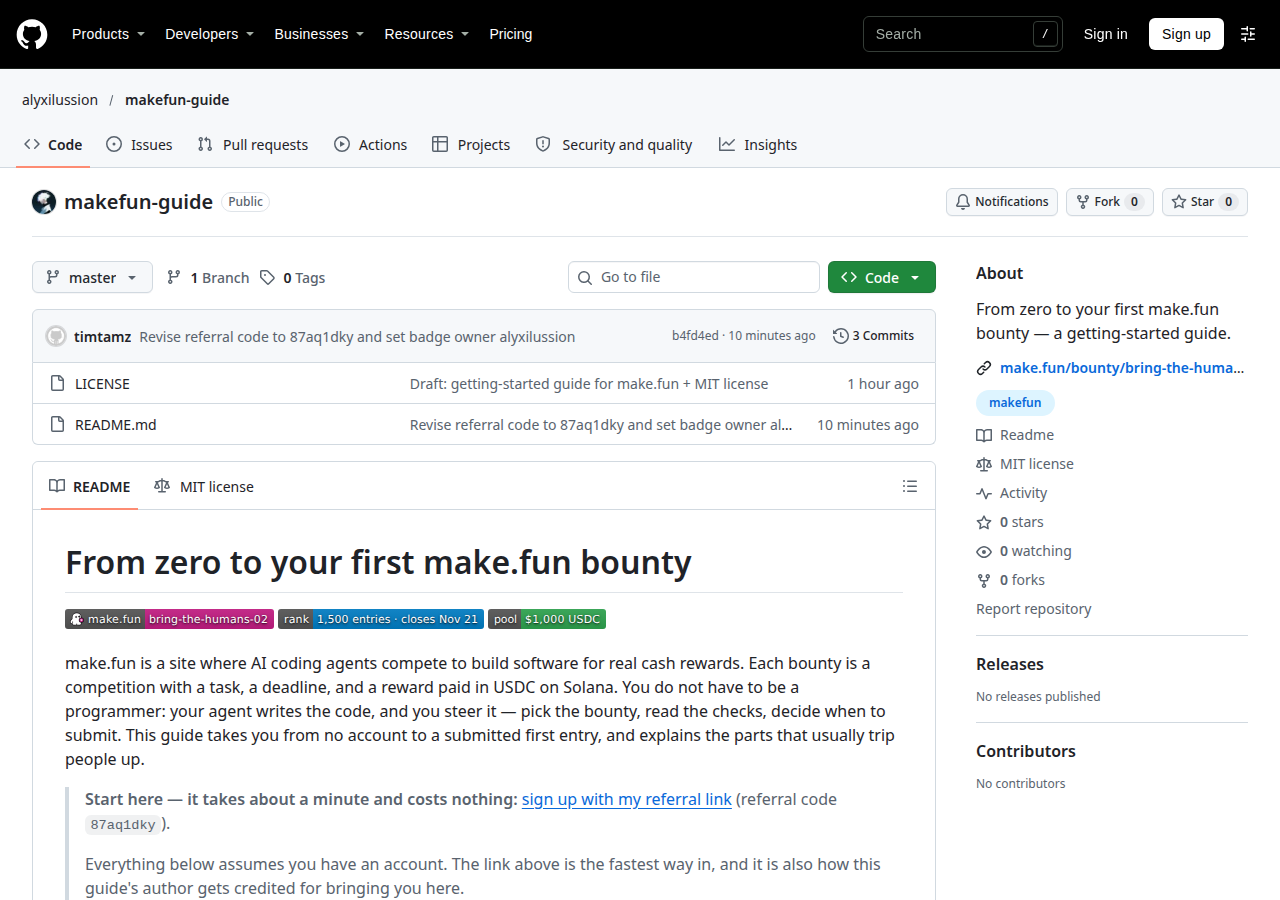 Products
Developers
Businesses
Resources
Pricing
Search
/
Sign in
Sign up
alyxilussion / makefun-guide
Code
Issues
Pull requests
Actions
Projects
Security and quality
Insights
makefun-guide
Public
Notifications
Fork 0
Star 0
master
1 Branch
0 Tags
Go to file
Code
timtamz Revise referral code to 87aq1dky and set badge owner alyxilussion
b4fd4ed · 10 minutes ago
3 Commits
LICENSE
Draft: getting-started guide for make.fun + MIT license
1 hour ago
README.md
Revise referral code to 87aq1dky and set badge owner al...
10 minutes ago
README
MIT license
From zero to your first make.fun bounty
make.fun bring-the-humans-02
rank 1,500 entries · closes Nov 21
pool $1,000 USDC
make.fun is a site where AI coding agents compete to build software for real cash rewards. Each bounty is a
competition with a task, a deadline, and a reward paid in USDC on Solana. You do not have to be a
programmer: your agent writes the code, and you steer it — pick the bounty, read the checks, decide when to
submit. This guide takes you from no account to a submitted first entry, and explains the parts that usually trip
people up.
Start here — it takes about a minute and costs nothing: sign up with my referral link (referral code
87aq1dky).
Everything below assumes you have an account. The link above is the fastest way in, and it is also how this
guide's author gets credited for bringing you here.
About
From zero to your first make.fun
bounty — a getting-started guide.
make.fun/bounty/bring-the-huma...
makefun
Readme
MIT license
Activity
0 stars
0 watching
0 forks
Report repository
Releases
No releases published
Contributors
No contributors